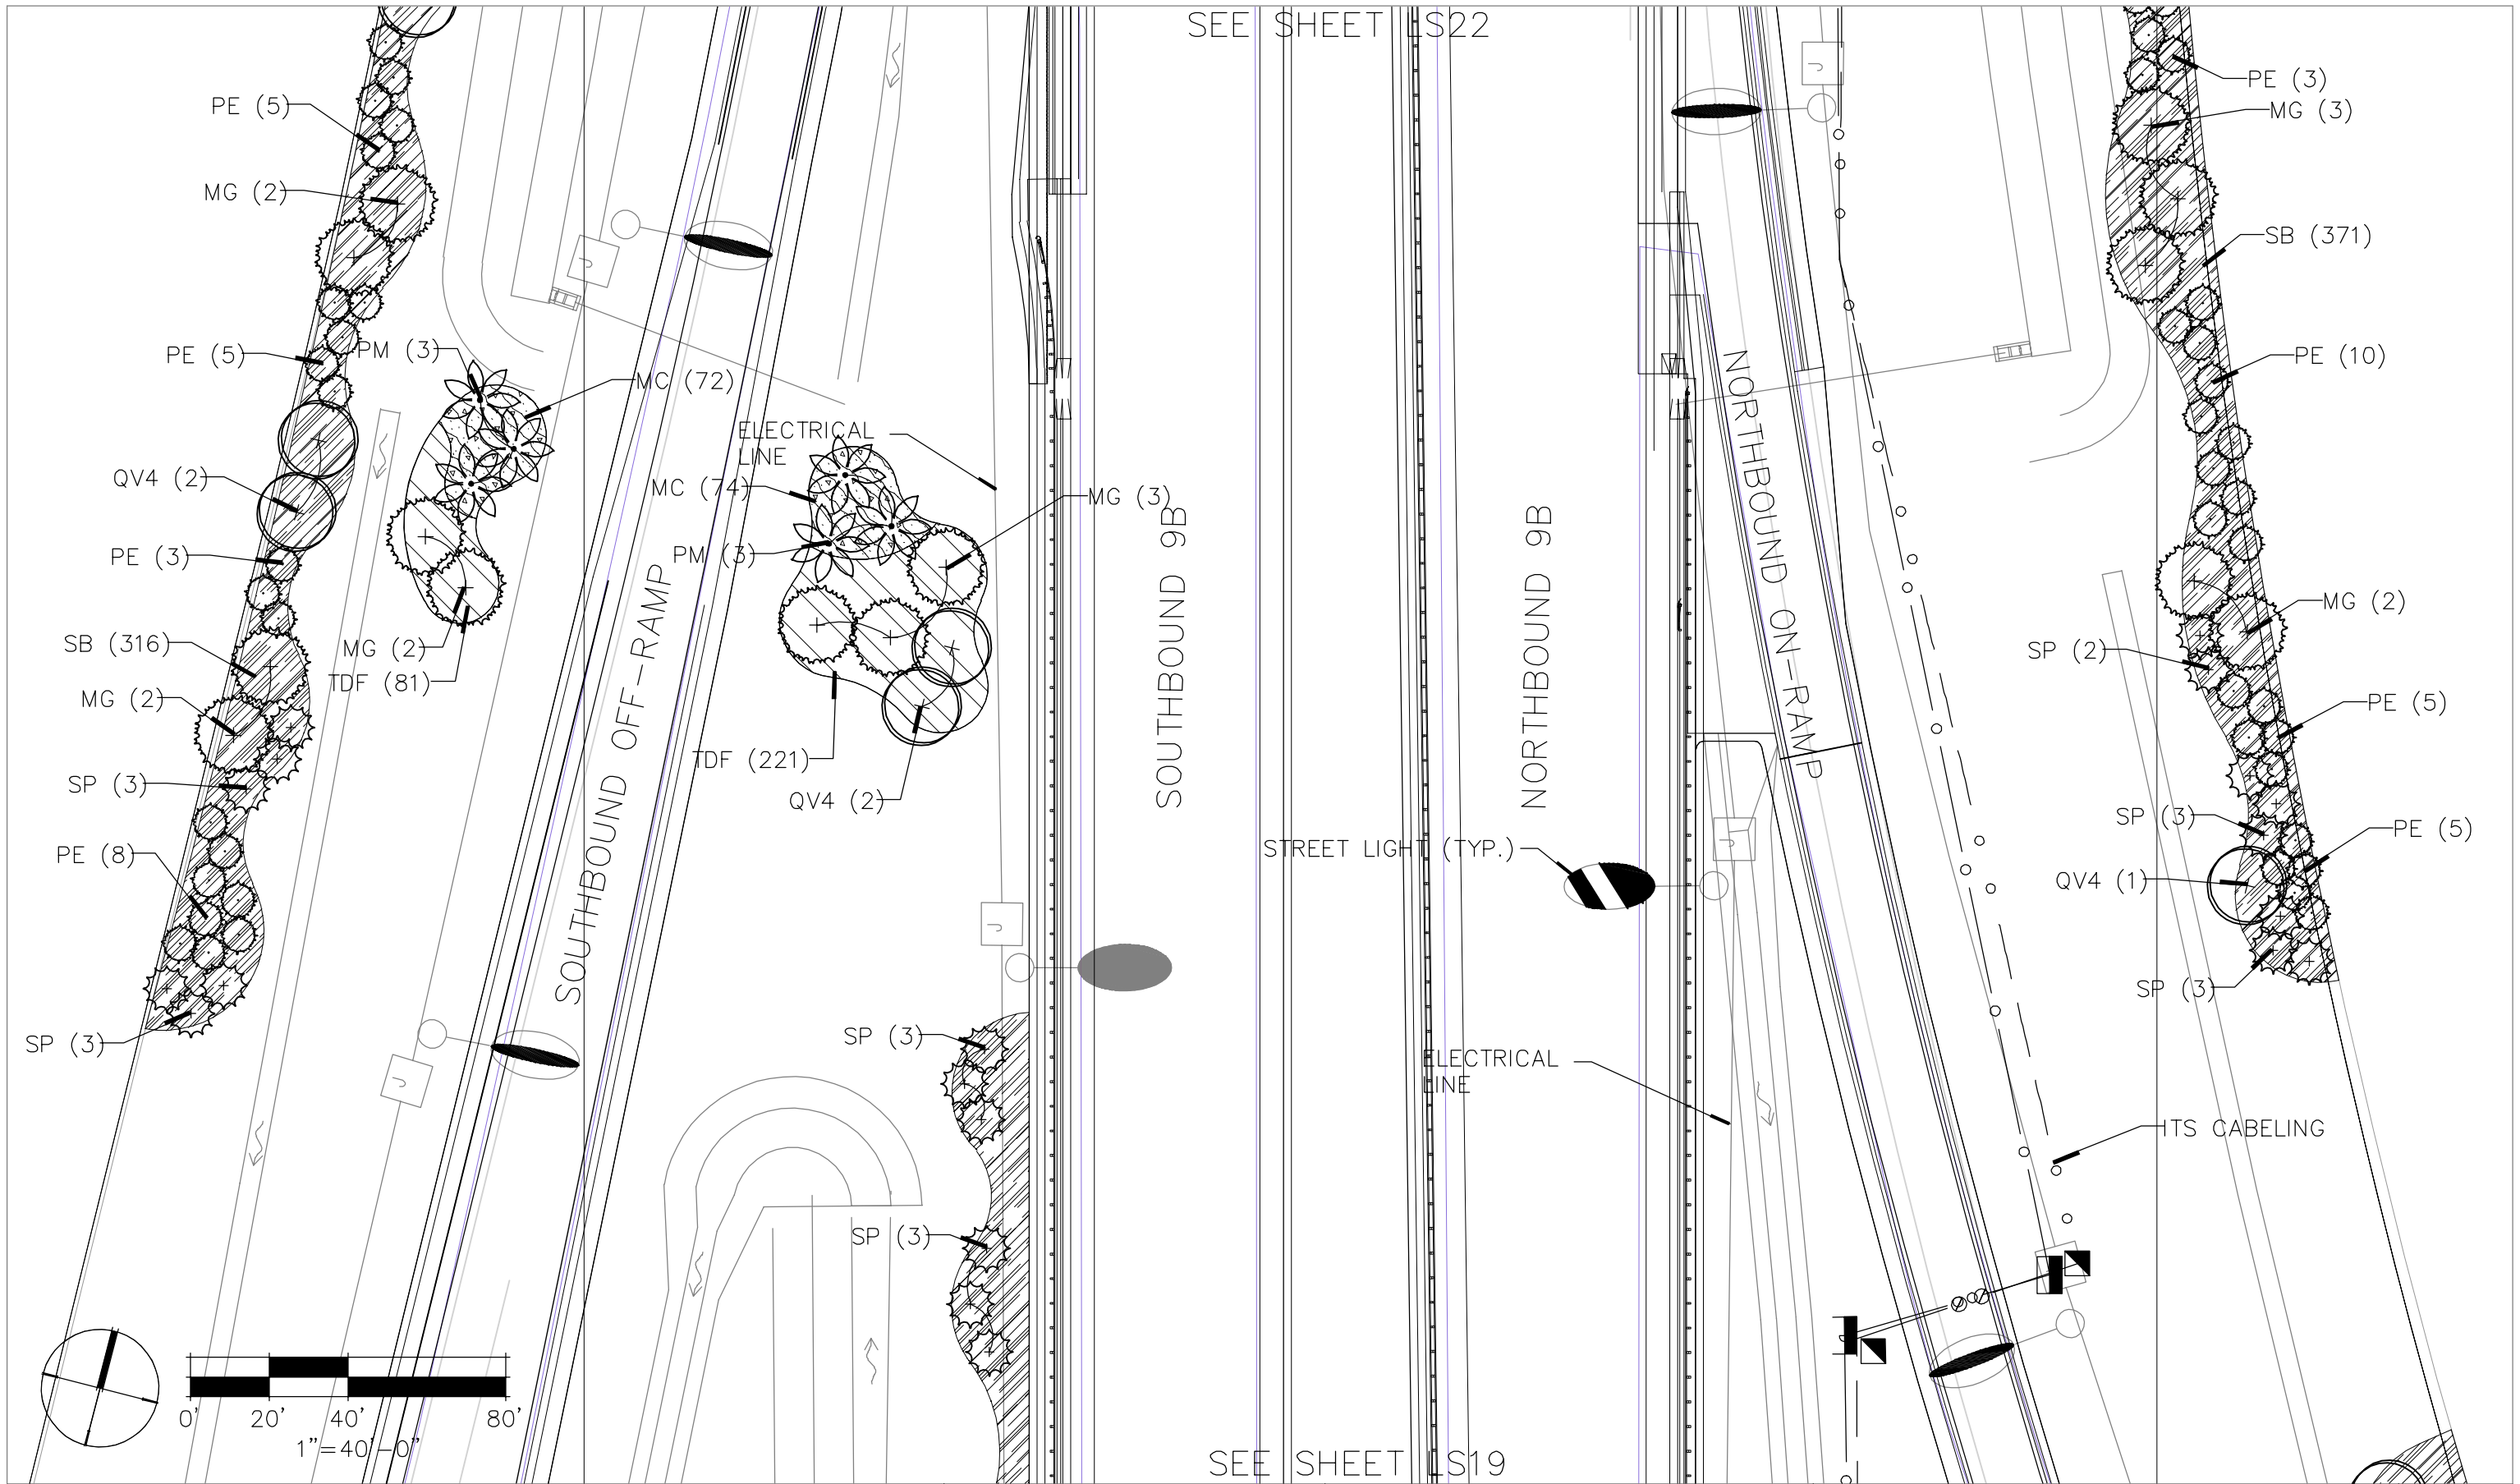 SEE SHEET LS22
PE (5)
MG (2)
PE (5)
PM (3)
MC (72)
QV4 (2)
PE (3)
SB (316)
MG (2)
MG (2)
TDF (81)
SP (3)
PE (8)
SP (3)
SOUTHBOUND OFF-RAMP
ELECTRICAL
LINE
MC (74)
MG (3)
PM (3)
TDF (221)
QV4 (2)
SOUTHBOUND 9B
NORTHBOUND 9B
NORTHBOUND ON-RAMP
STREET LIGHT (TYP.)
SP (3)
SP (3)
ELECTRICAL
LINE
ITS CABELING
PE (3)
MG (3)
SB (371)
PE (10)
MG (2)
SP (2)
PE (5)
SP (3)
PE (5)
QV4 (1)
SP (3)
J
J
J
J
J
0' 20' 40' 80'
1"=40'-0"
SEE SHEET LS19